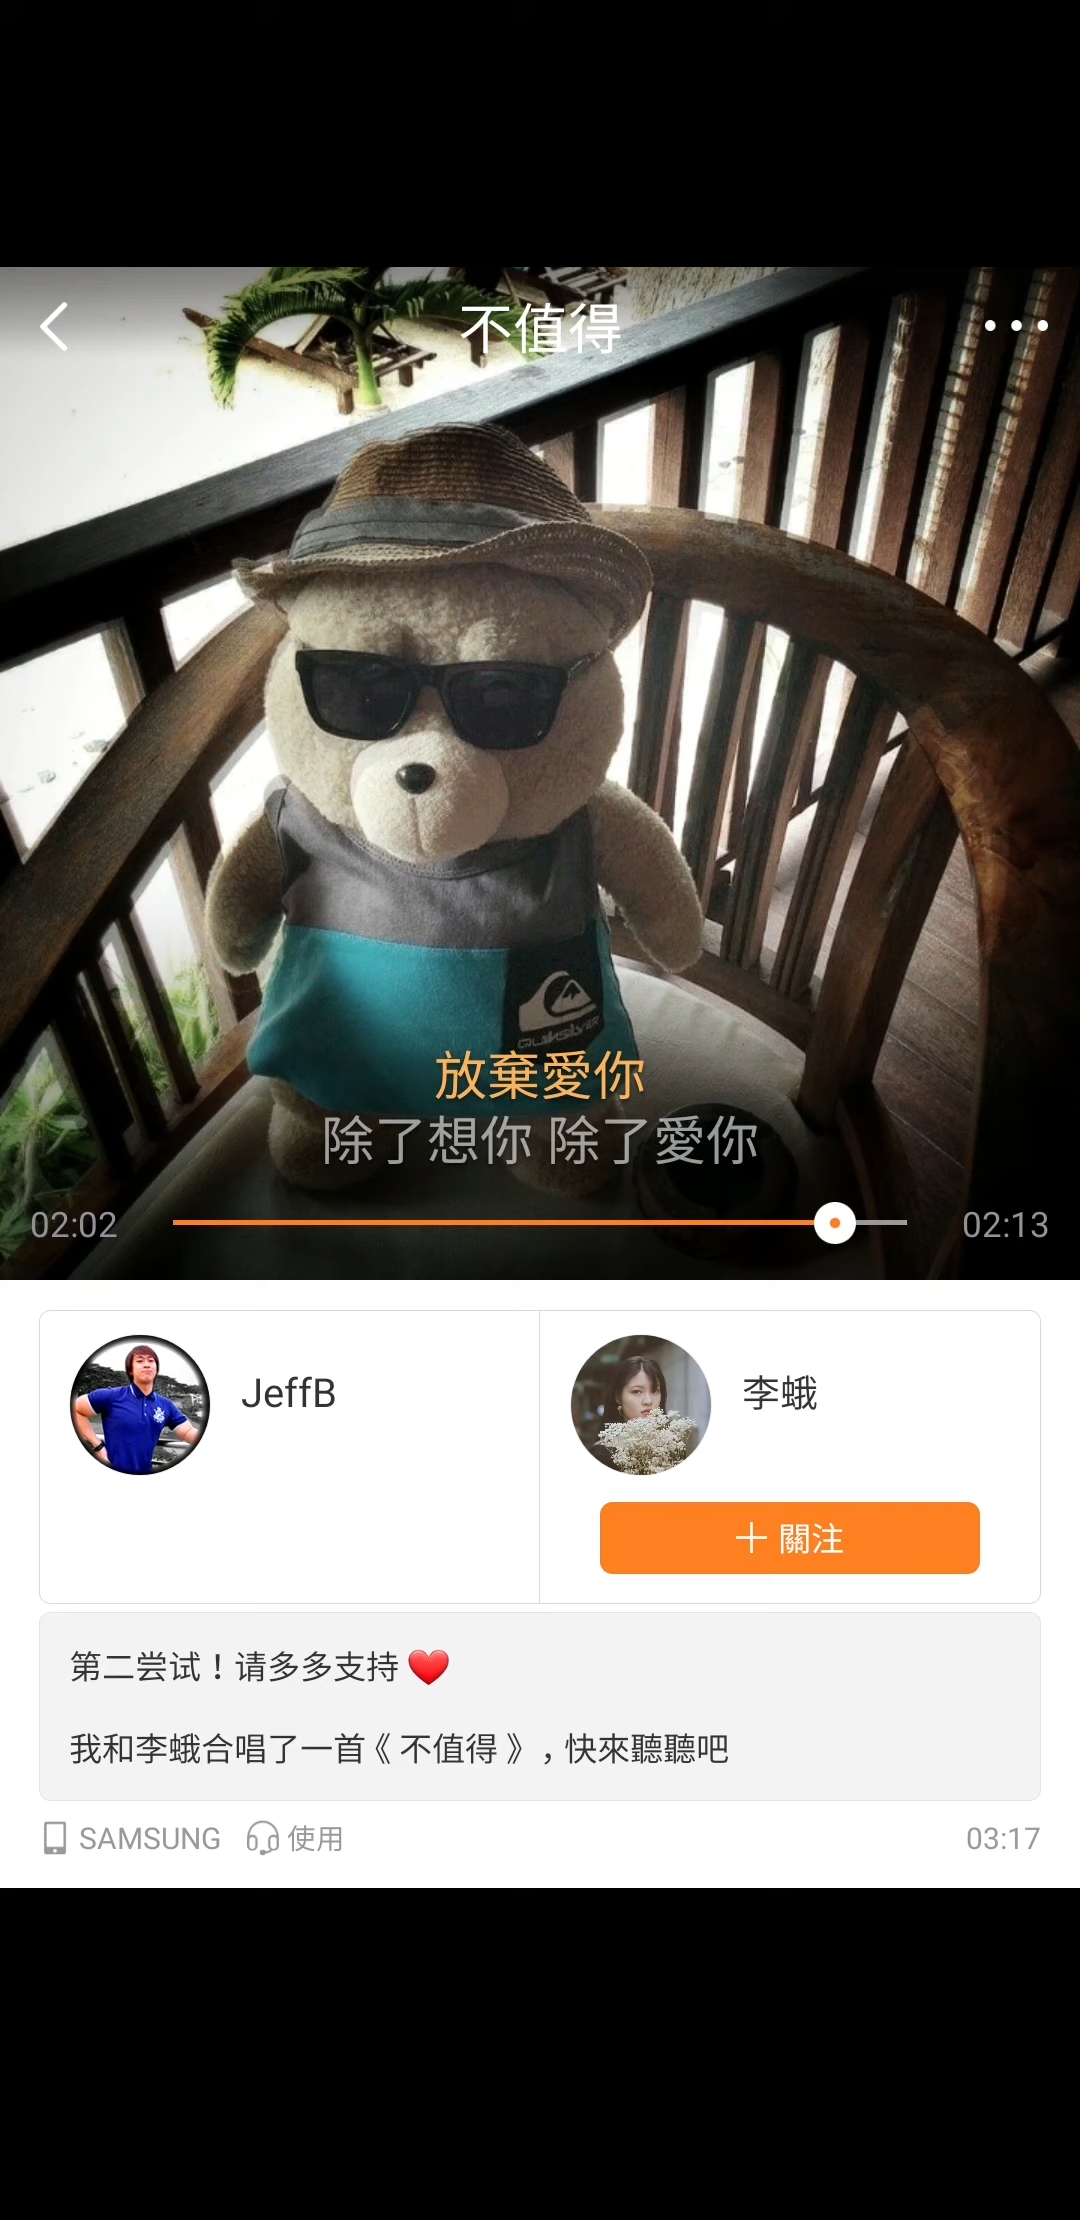 不值得
QUIKSILVER
放棄愛你
除了想你 除了愛你
02:02
02:13
JeffB
李蛾
關注
第二尝试！请多多支持 ❤️
我和李蛾合唱了一首《 不值得 》, 快來聽聽吧
SAMSUNG 使用 03:17